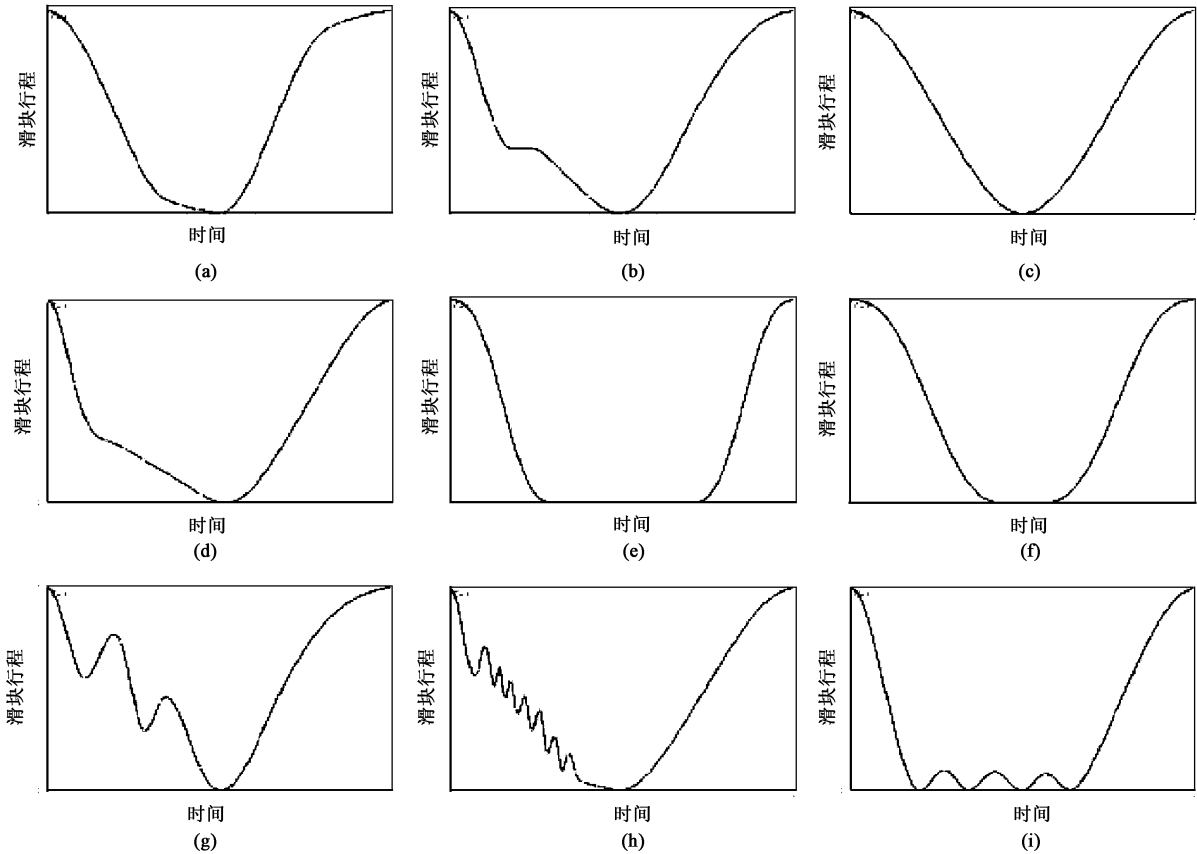 滑块行程
时间
(a)
滑块行程
时间
(b)
滑块行程
时间
(c)
滑块行程
时间
(d)
滑块行程
时间
(e)
滑块行程
时间
(f)
滑块行程
时间
(g)
滑块行程
时间
(h)
滑块行程
时间
(i)